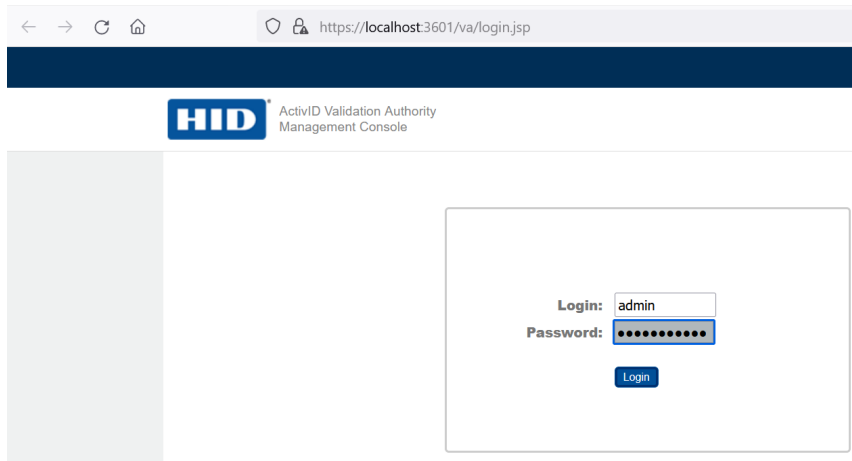 https://localhost:3601/va/login.jsp
HID ActivID Validation Authority
Management Console
Login: admin
Password: ●●●●●●●●●●●
Login